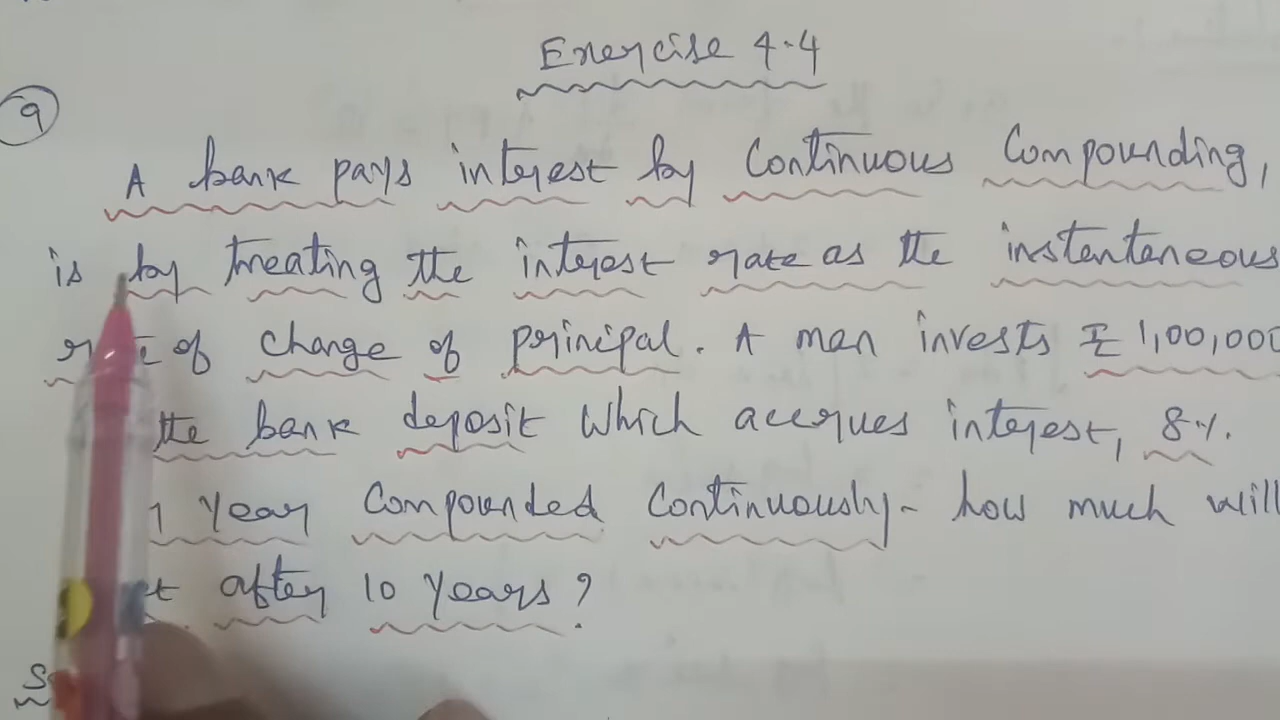 Exercise 4.4
9
A bank pays interest by Continuous Compounding,
is by treating the interest rate as the instantaneous
of change of principal. A man invests ₹ 1,00,000
the bank deposit which accrues interest, 8%.
year Compounded Continuously- how much will
after 10 years?
S